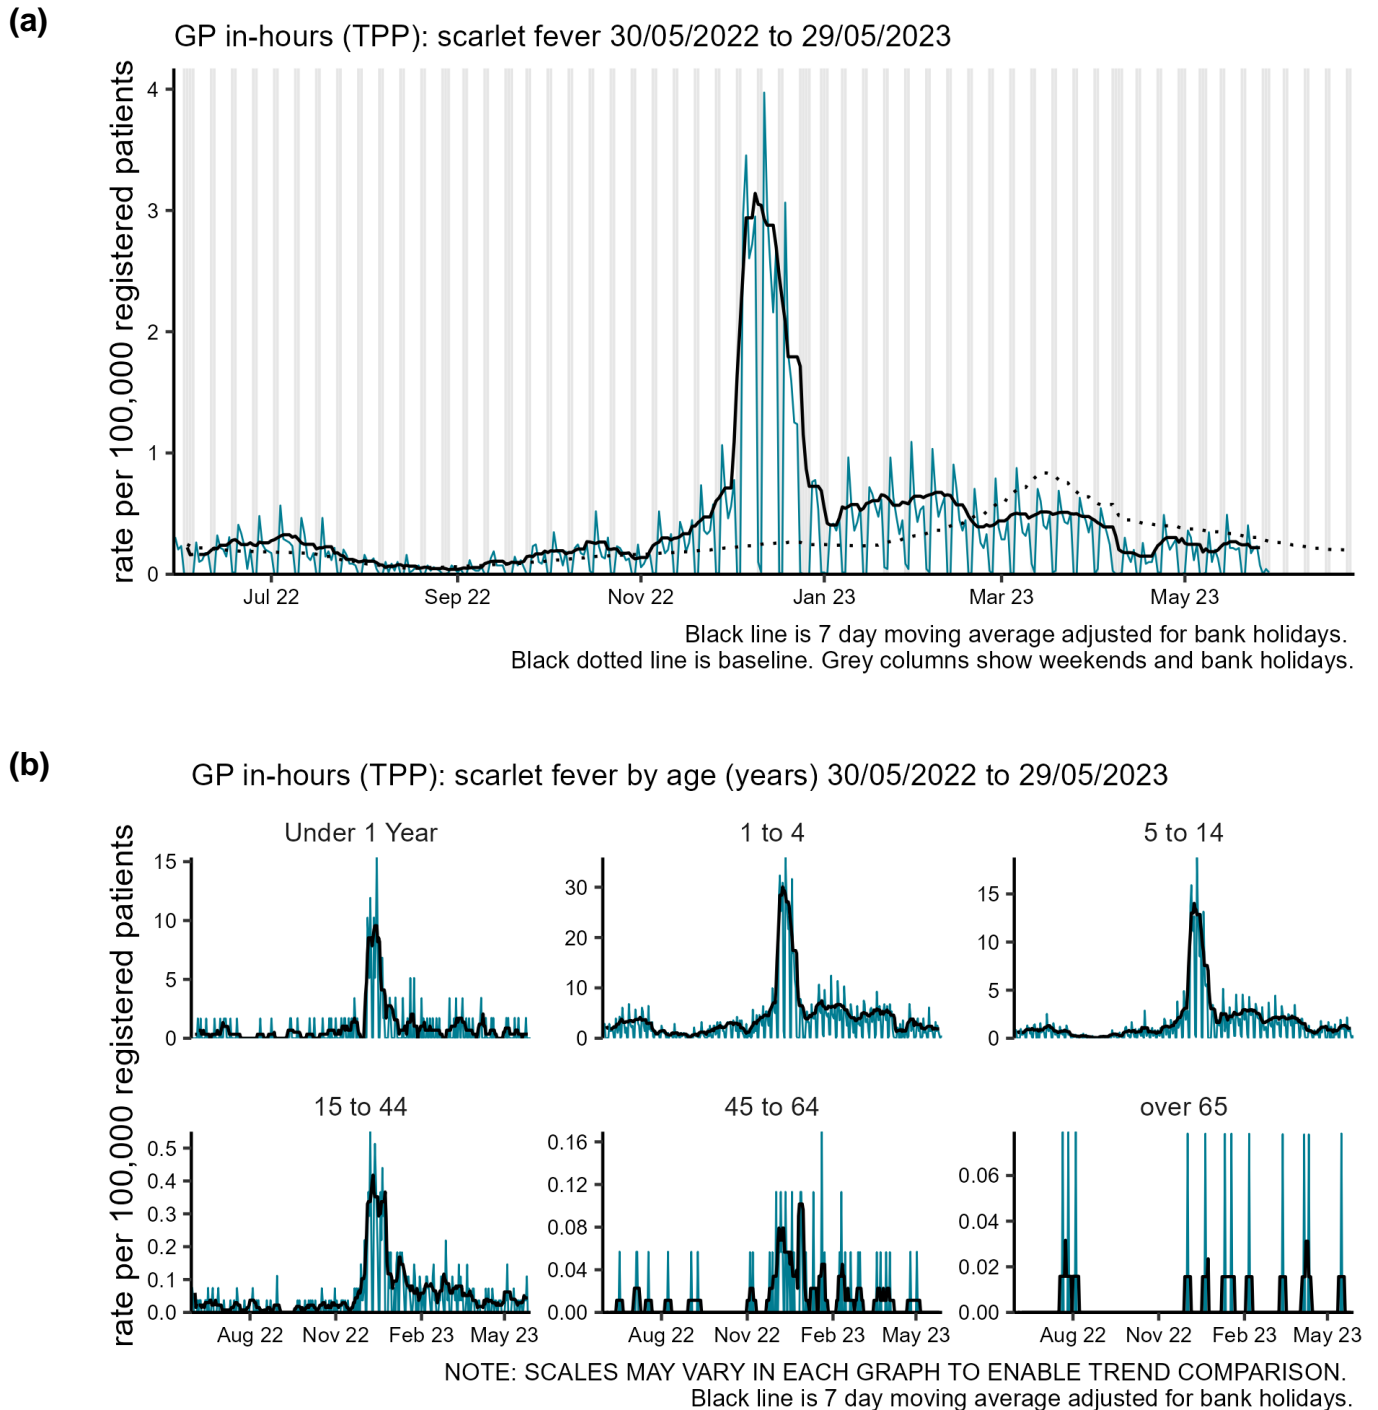 (a)
GP in-hours (TPP): scarlet fever 30/05/2022 to 29/05/2023
rate per 100,000 registered patients
4
3
2
1
0
Jul 22 Sep 22 Nov 22 Jan 23 Mar 23 May 23
Black line is 7 day moving average adjusted for bank holidays.
Black dotted line is baseline. Grey columns show weekends and bank holidays.
(b)
GP in-hours (TPP): scarlet fever by age (years) 30/05/2022 to 29/05/2023
rate per 100,000 registered patients
Under 1 Year
15
10
5
0
1 to 4
30
20
10
0
5 to 14
15
10
5
0
15 to 44
0.5
0.4
0.3
0.2
0.1
0.0
Aug 22 Nov 22 Feb 23 May 23
45 to 64
0.16
0.12
0.08
0.04
0.00
Aug 22 Nov 22 Feb 23 May 23
over 65
0.06
0.04
0.02
0.00
Aug 22 Nov 22 Feb 23 May 23
NOTE: SCALES MAY VARY IN EACH GRAPH TO ENABLE TREND COMPARISON.
Black line is 7 day moving average adjusted for bank holidays.